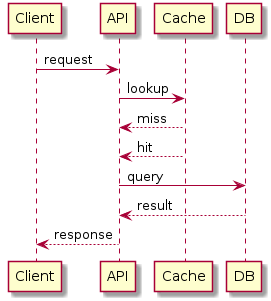 Client API Cache DB
request
lookup
miss
hit
query
result
response
Client API Cache DB